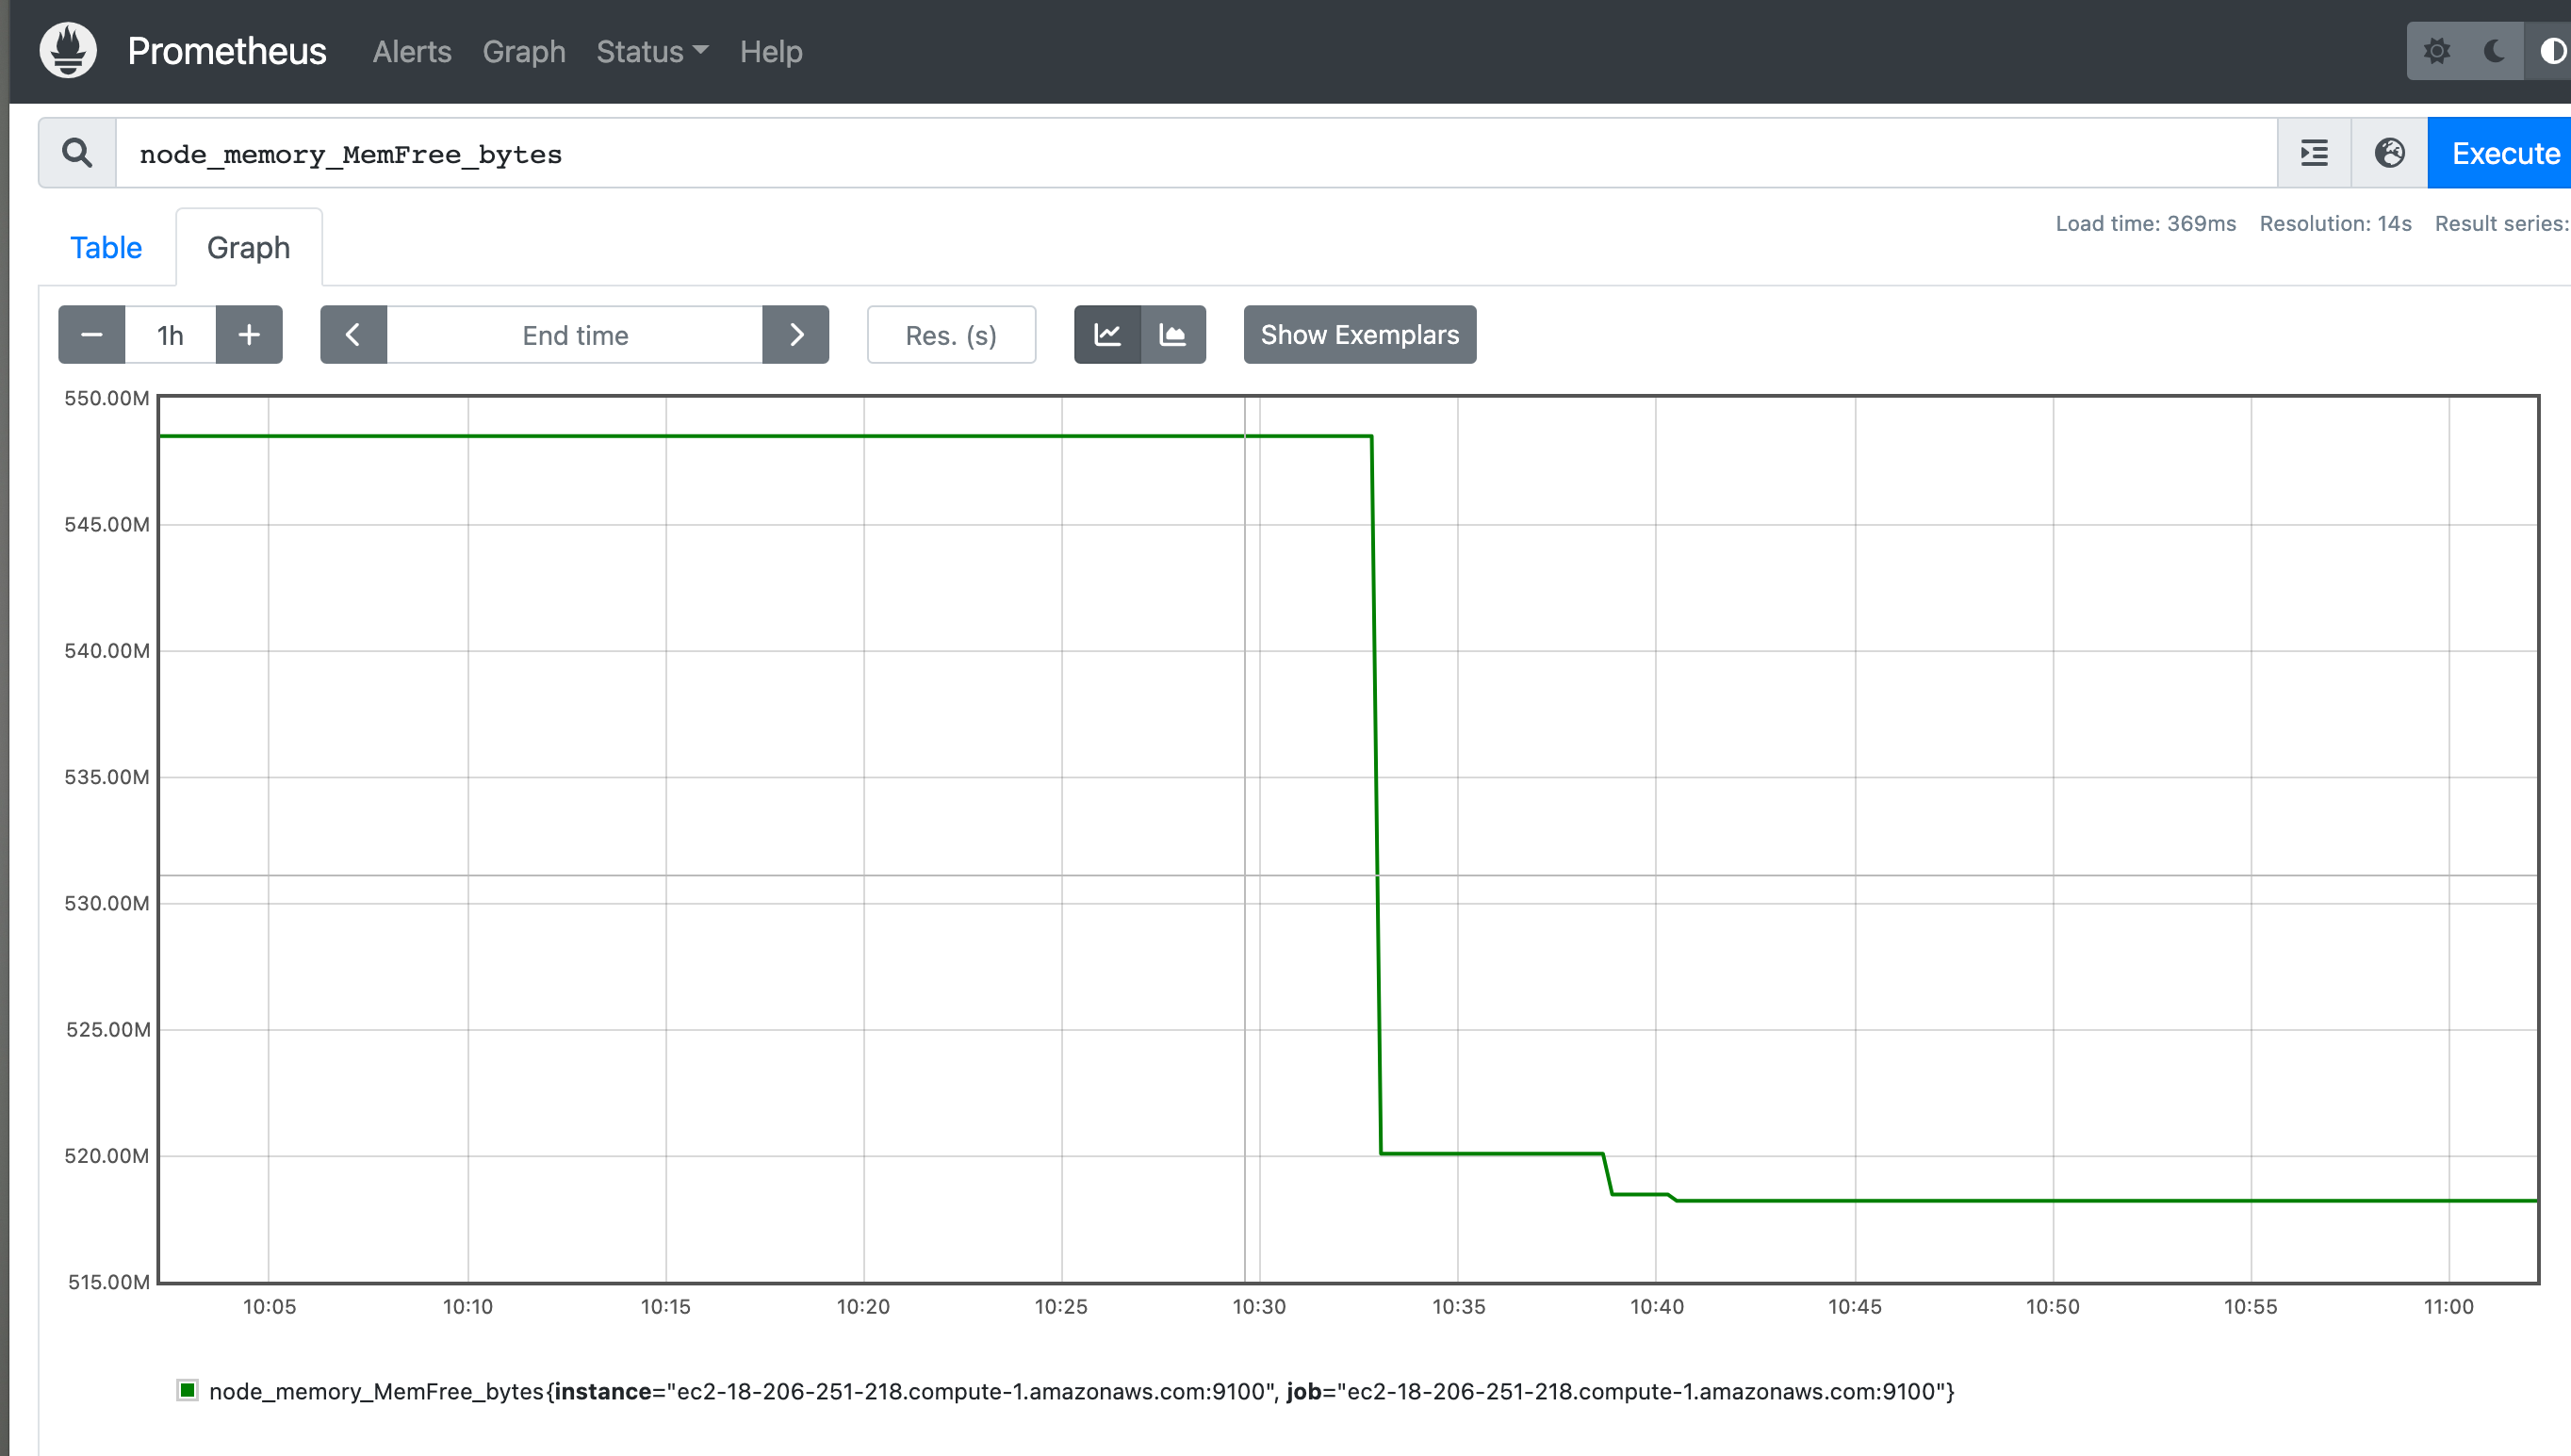 Prometheus Alerts Graph Status Help
node_memory_MemFree_bytes
Execute
Load time: 369ms Resolution: 14s Result series:
Table Graph
1h End time Res. (s) Show Exemplars
550.00M
545.00M
540.00M
535.00M
530.00M
525.00M
520.00M
515.00M
10:05 10:10 10:15 10:20 10:25 10:30 10:35 10:40 10:45 10:50 10:55 11:00
node_memory_MemFree_bytes{instance="ec2-18-206-251-218.compute-1.amazonaws.com:9100", job="ec2-18-206-251-218.compute-1.amazonaws.com:9100"}